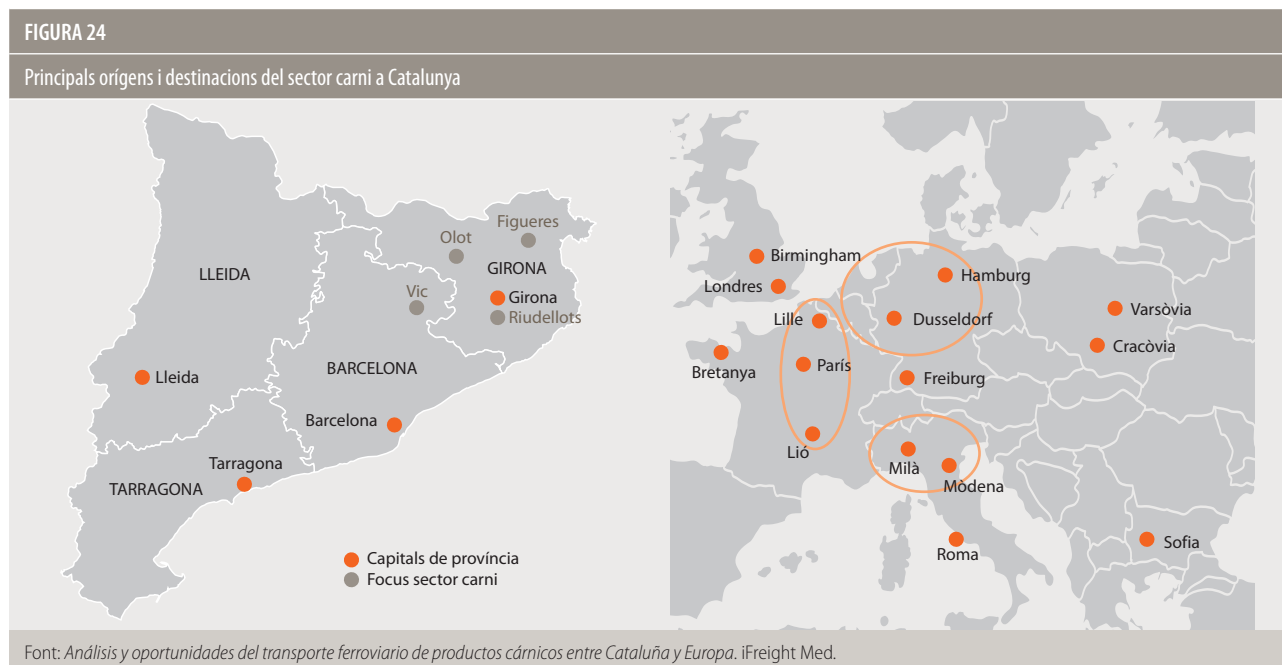 FIGURA 24
Principals orígens i destinacions del sector carni a Catalunya
Figueres
Olot
LLEIDA
GIRONA
Vic
Girona
Riudellots
BARCELONA
Lleida
Barcelona
Tarragona
TARRAGONA
Capitals de província
Focus sector carni
Birmingham
Hamburg
Londres
Varsòvia
Lille
Dusseldorf
Cracòvia
Bretanya
París
Freiburg
Lió
Milà
Mòdena
Roma
Sofia
Font: Análisis y oportunidades del transporte ferroviario de productos cárnicos entre Cataluña y Europa. iFreight Med.